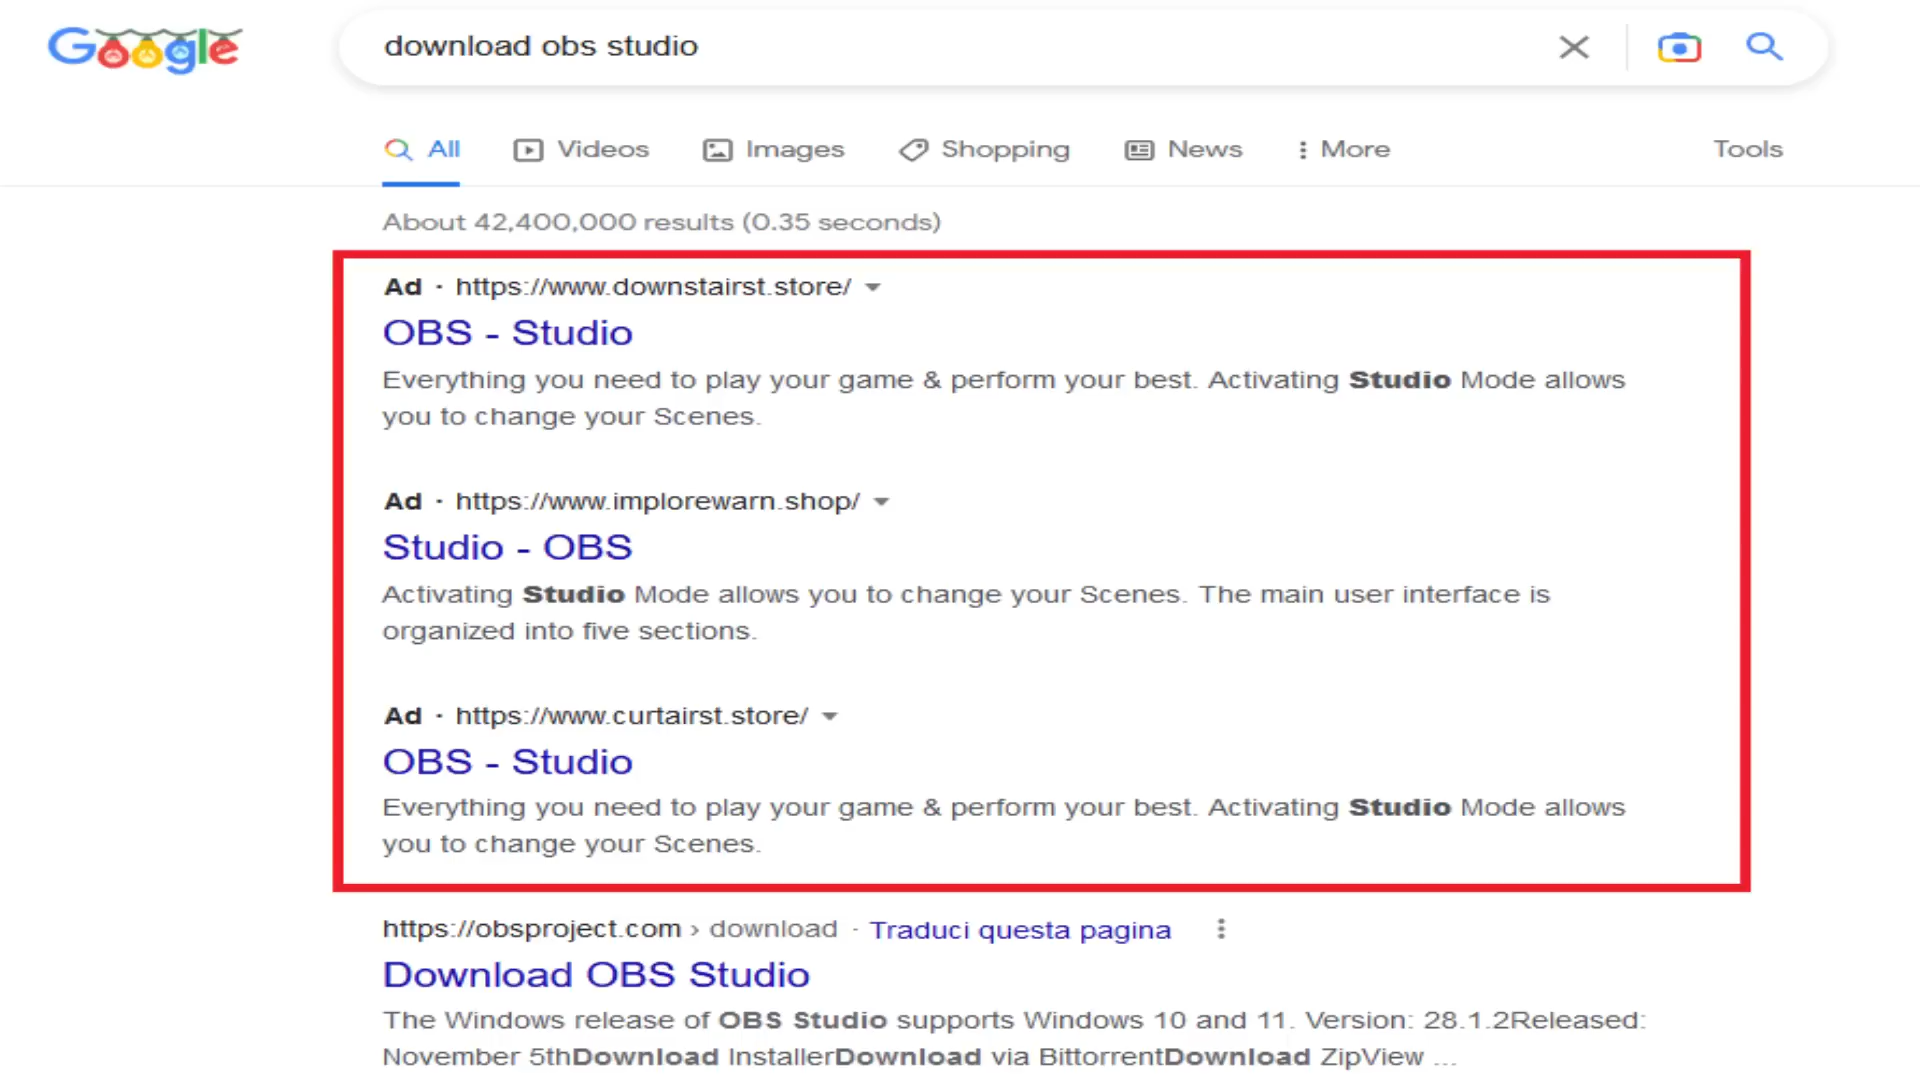 Google
download obs studio
All
Videos
Images
Shopping
News
More
Tools
About 42,400,000 results (0.35 seconds)
Ad · https://www.downstairst.store/
OBS - Studio
Everything you need to play your game & perform your best. Activating Studio Mode allows
you to change your Scenes.
Ad · https://www.implorewarn.shop/
Studio - OBS
Activating Studio Mode allows you to change your Scenes. The main user interface is
organized into five sections.
Ad · https://www.curtairst.store/
OBS - Studio
Everything you need to play your game & perform your best. Activating Studio Mode allows
you to change your Scenes.
https://obsproject.com › download · Traduci questa pagina
Download OBS Studio
The Windows release of OBS Studio supports Windows 10 and 11. Version: 28.1.2Released:
November 5thDownload InstallerDownload via BittorrentDownload ZipView ...